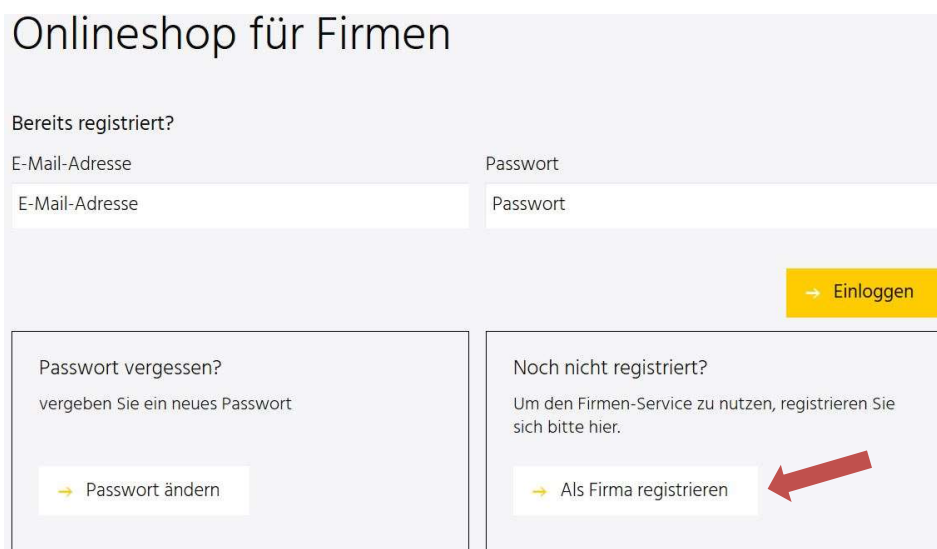 Onlineshop für Firmen
Bereits registriert?
E-Mail-Adresse
Passwort
E-Mail-Adresse
Passwort
Einloggen
Passwort vergessen?
vergeben Sie ein neues Passwort
Passwort ändern
Noch nicht registriert?
Um den Firmen-Service zu nutzen, registrieren Sie
sich bitte hier.
Als Firma registrieren